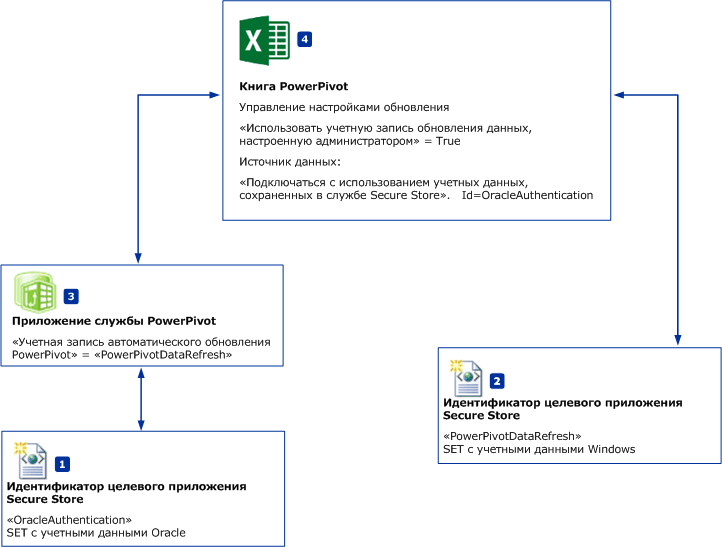 4
Книга PowerPivot
Управление настройками обновления
«Использовать учетную запись обновления данных,
настроенную администратором» = True
Источник данных:
«Подключаться с использованием учетных данных,
сохраненных в службе Secure Store».   Id=OracleAuthentication
3
Приложение службы PowerPivot
«Учетная запись автоматического обновления
PowerPivot» = «PowerPivotDataRefresh»
2
Идентификатор целевого приложения
Secure Store
«PowerPivotDataRefresh»
SET с учетными данными Windows
1
Идентификатор целевого приложения
Secure Store
«OracleAuthentication»
SET с учетными данными Oracle